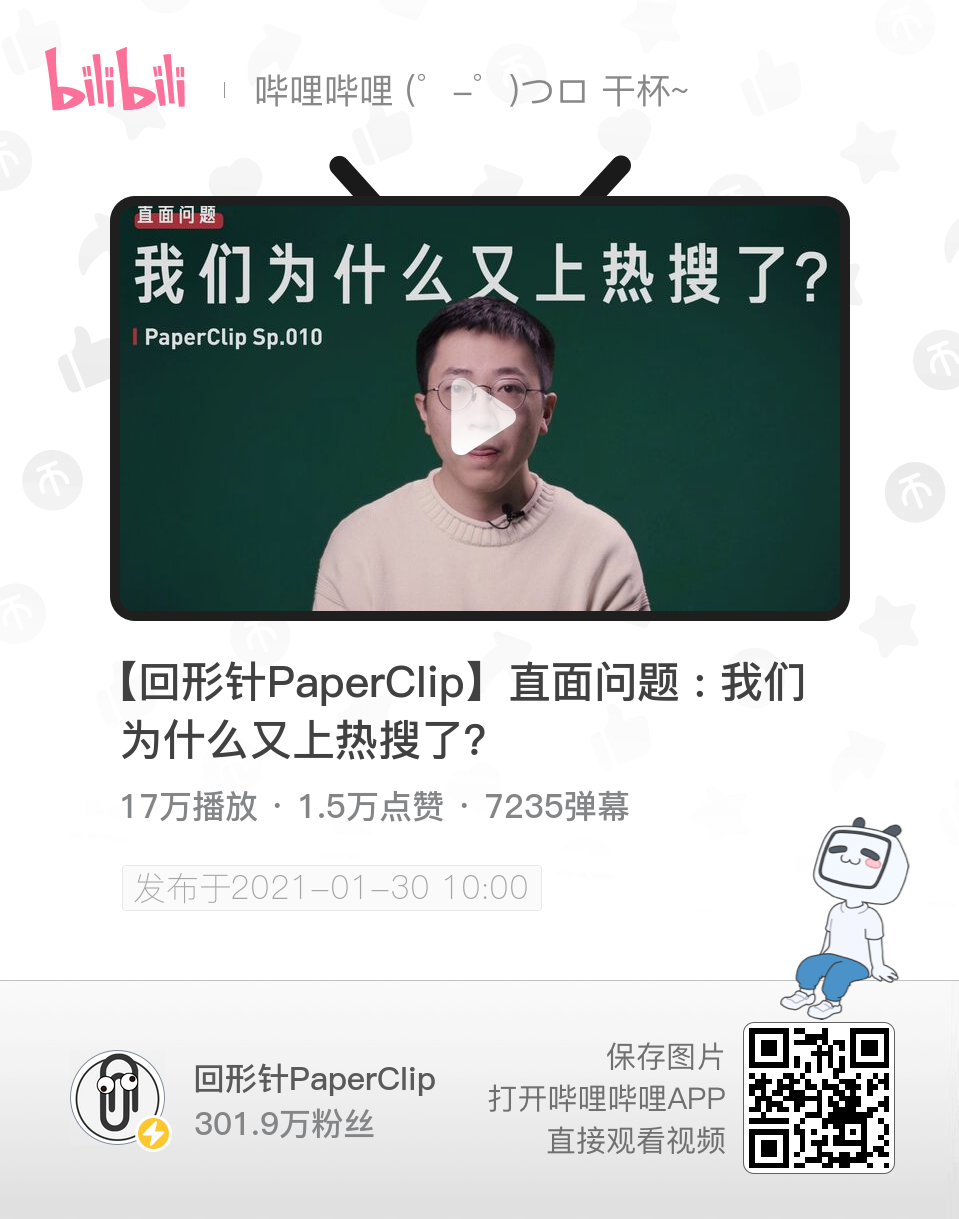 bilibili
哔哩哔哩 (゜-゜)つロ 干杯~
直面问题
我们为什么又上热搜了?
PaperClip Sp.010
【回形针PaperClip】直面问题：我们
为什么又上热搜了?
17万播放 · 1.5万点赞 · 7235弹幕
发布于2021-01-30 10:00
回形针PaperClip
301.9万粉丝
保存图片
打开哔哩哔哩APP
直接观看视频